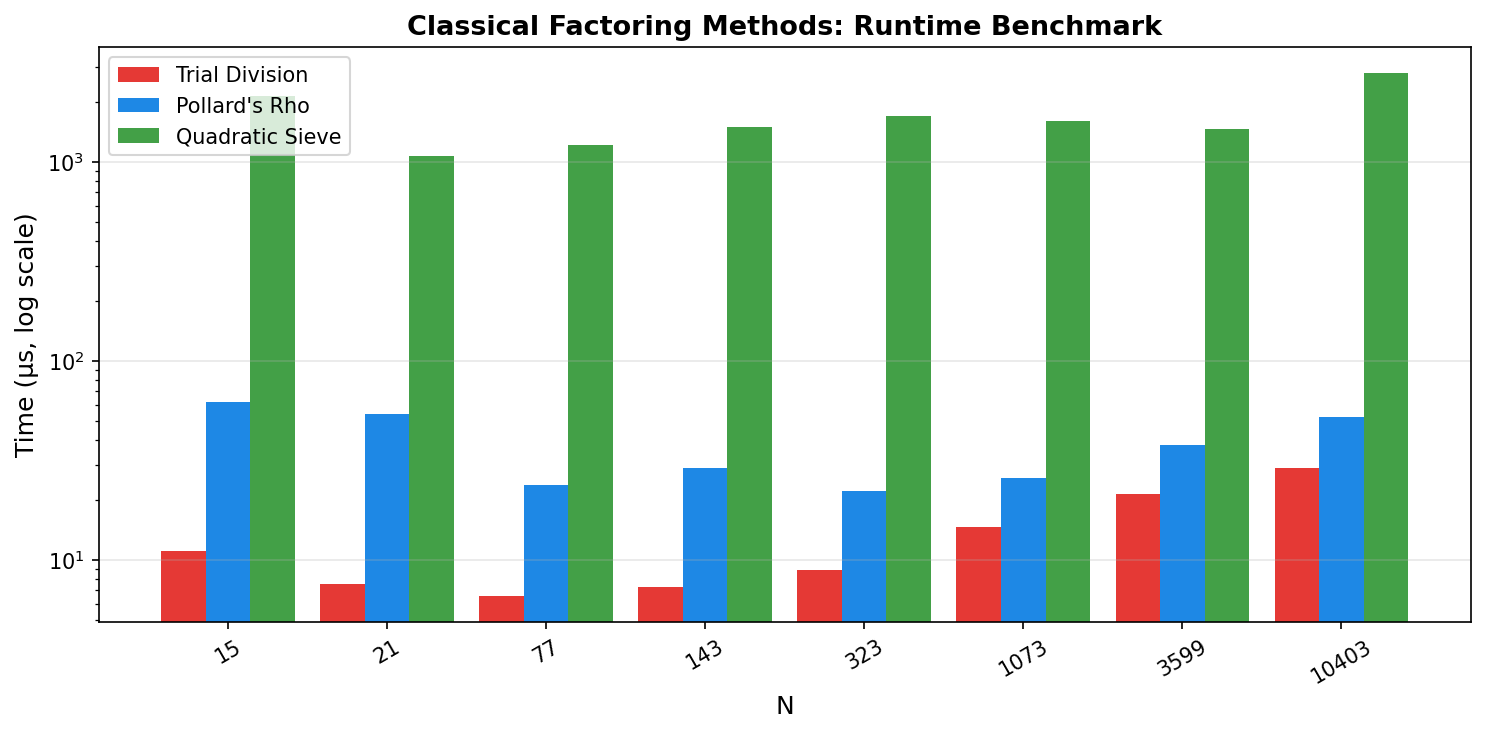 Classical Factoring Methods: Runtime Benchmark
Trial Division
Pollard's Rho
Quadratic Sieve
Time (µs, log scale)
10³
10²
10¹
15
21
77
143
323
1073
3599
10403
N